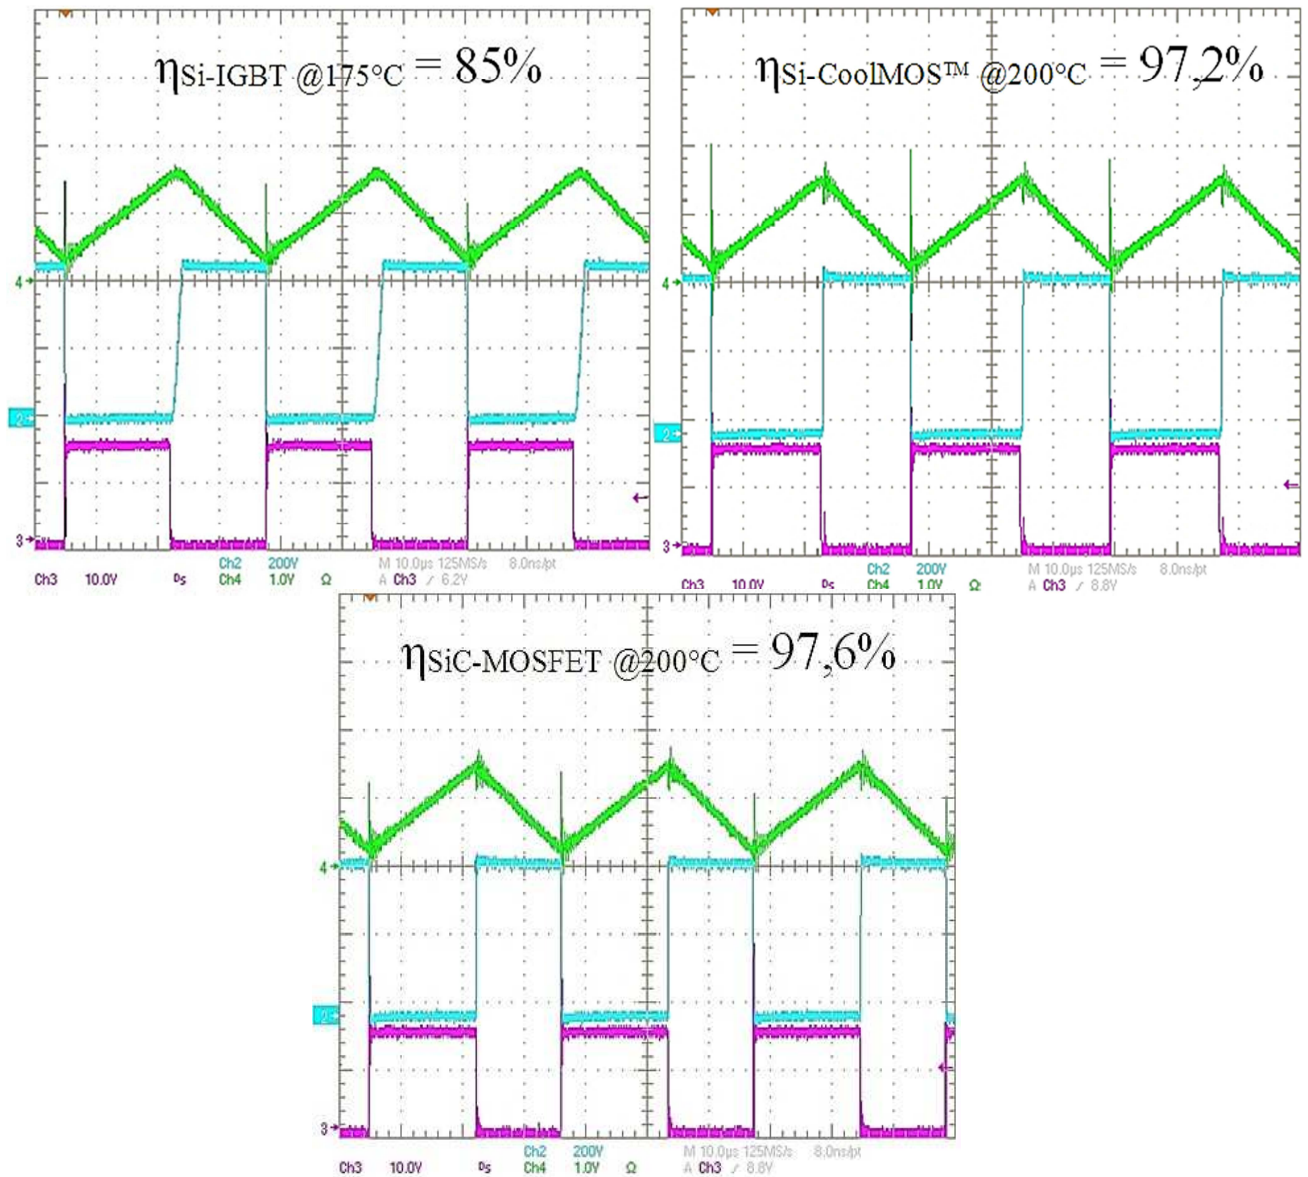 ηSi-IGBT @175°C = 85%
4
2
3
Ch2 200V M 10.0µs 125MS/s 8.0ns/pt
Ch3 10.0V Ch4 1.0V Ω A Ch3 / 6.2V
ηSi-CoolMOS™ @200°C = 97,2%
4
2
3
Ch2 200V M 10.0µs 125MS/s 8.0ns/pt
Ch3 10.0V Ch4 1.0V Ω A Ch3 / 8.8V
ηSiC-MOSFET @200°C = 97,6%
4
2
3
Ch2 200V M 10.0µs 125MS/s 8.0ns/pt
Ch3 10.0V Ch4 1.0V Ω A Ch3 / 8.8V